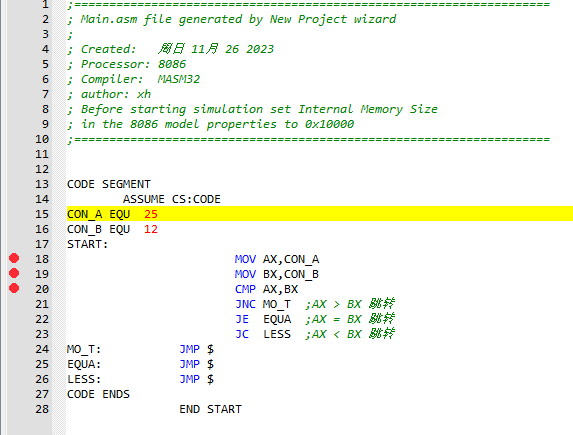 1 ;====================================================================
2 ; Main.asm file generated by New Project wizard
3 ;
4 ; Created:   周日 11月 26 2023
5 ; Processor: 8086
6 ; Compiler:  MASM32
7 ; author: xh
8 ; Before starting simulation set Internal Memory Size
9 ; in the 8086 model properties to 0x10000
10 ;====================================================================
11
12
13 CODE SEGMENT
14         ASSUME CS:CODE
15 CON_A EQU  25
16 CON_B EQU  12
17 START:
18                         MOV AX,CON_A
19                         MOV BX,CON_B
20                         CMP AX,BX
21                         JNC MO_T  ;AX > BX 跳转
22                         JE  EQUA  ;AX = BX 跳转
23                         JC  LESS  ;AX < BX 跳转
24 MO_T:           JMP $
25 EQUA:           JMP $
26 LESS:           JMP $
27 CODE ENDS
28                 END START